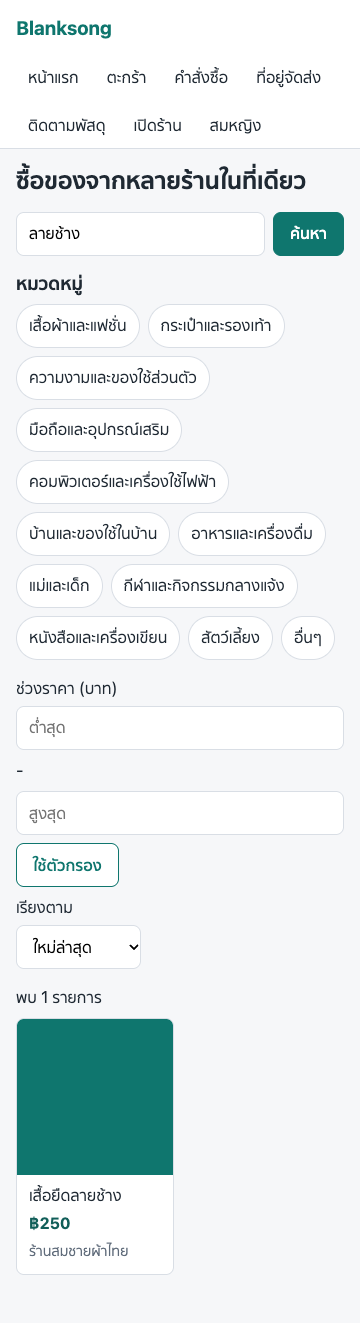 Blanksong
หน้าแรก ตะกร้า คำสั่งซื้อ ที่อยู่จัดส่ง
ติดตามพัสดุ เปิดร้าน สมหญิง
ซื้อของจากหลายร้านในที่เดียว
ลายช้าง ค้นหา
หมวดหมู่
เสื้อผ้าและแฟชั่น กระเป๋าและรองเท้า
ความงามและของใช้ส่วนตัว
มือถือและอุปกรณ์เสริม
คอมพิวเตอร์และเครื่องใช้ไฟฟ้า
บ้านและของใช้ในบ้าน อาหารและเครื่องดื่ม
แม่และเด็ก กีฬาและกิจกรรมกลางแจ้ง
หนังสือและเครื่องเขียน สัตว์เลี้ยง อื่นๆ
ช่วงราคา (บาท)
ต่ำสุด
-
สูงสุด
ใช้ตัวกรอง
เรียงตาม
ใหม่ล่าสุด
พบ 1 รายการ
เสื้อยืดลายช้าง
฿250
ร้านสมชายผ้าไทย